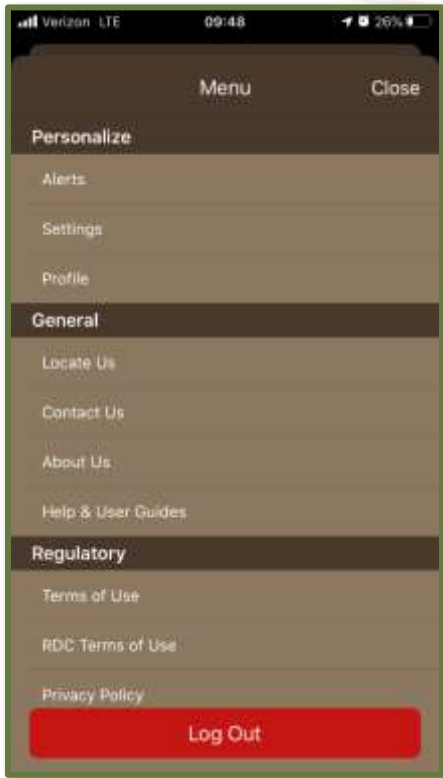 Verizon LTE 09:48 26%
Menu Close
Personalize
Alerts
Settings
Profile
General
Locate Us
Contact Us
About Us
Help & User Guides
Regulatory
Terms of Use
RDC Terms of Use
Privacy Policy
Log Out